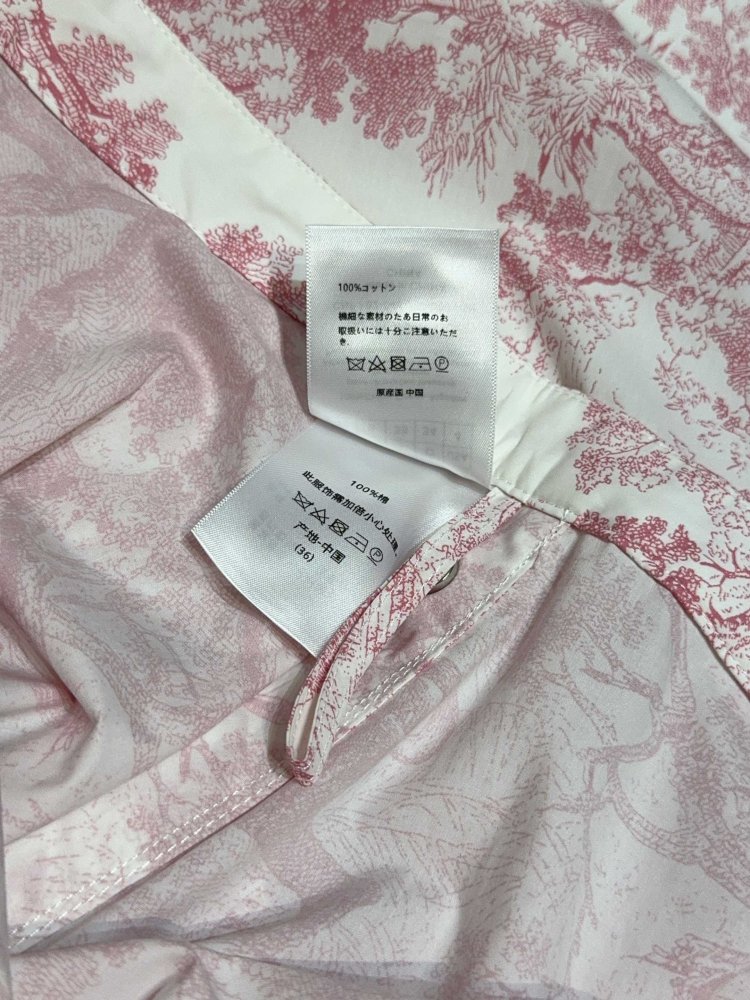 100%コットン
機細な素材のたあ日常のお
取扱いには十分ご注意いただ
き
原産国 中国
100%棉
此服饰需加倍小心处理,
产地-中国
(36)